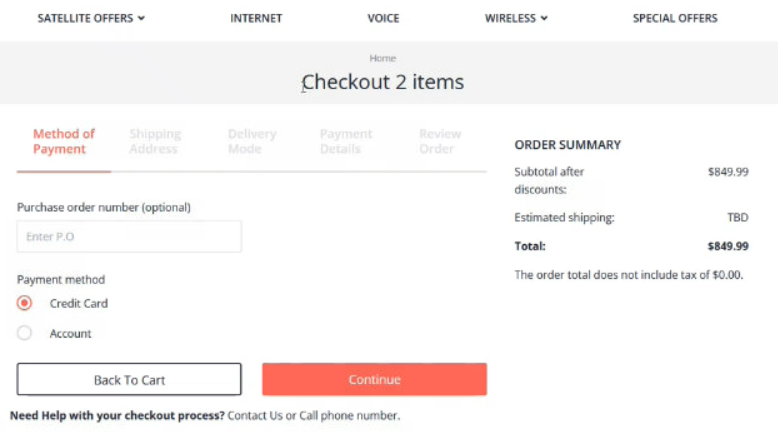 SATELLITE OFFERS INTERNET VOICE WIRELESS SPECIAL OFFERS
Home
Checkout 2 items
Method of Payment
Shipping Address
Delivery Mode
Payment Details
Review Order
Purchase order number (optional)
Enter P.O
Payment method
Credit Card
Account
Back To Cart
Continue
Need Help with your checkout process? Contact Us or Call phone number.
ORDER SUMMARY
Subtotal after discounts: $849.99
Estimated shipping: TBD
Total: $849.99
The order total does not include tax of $0.00.